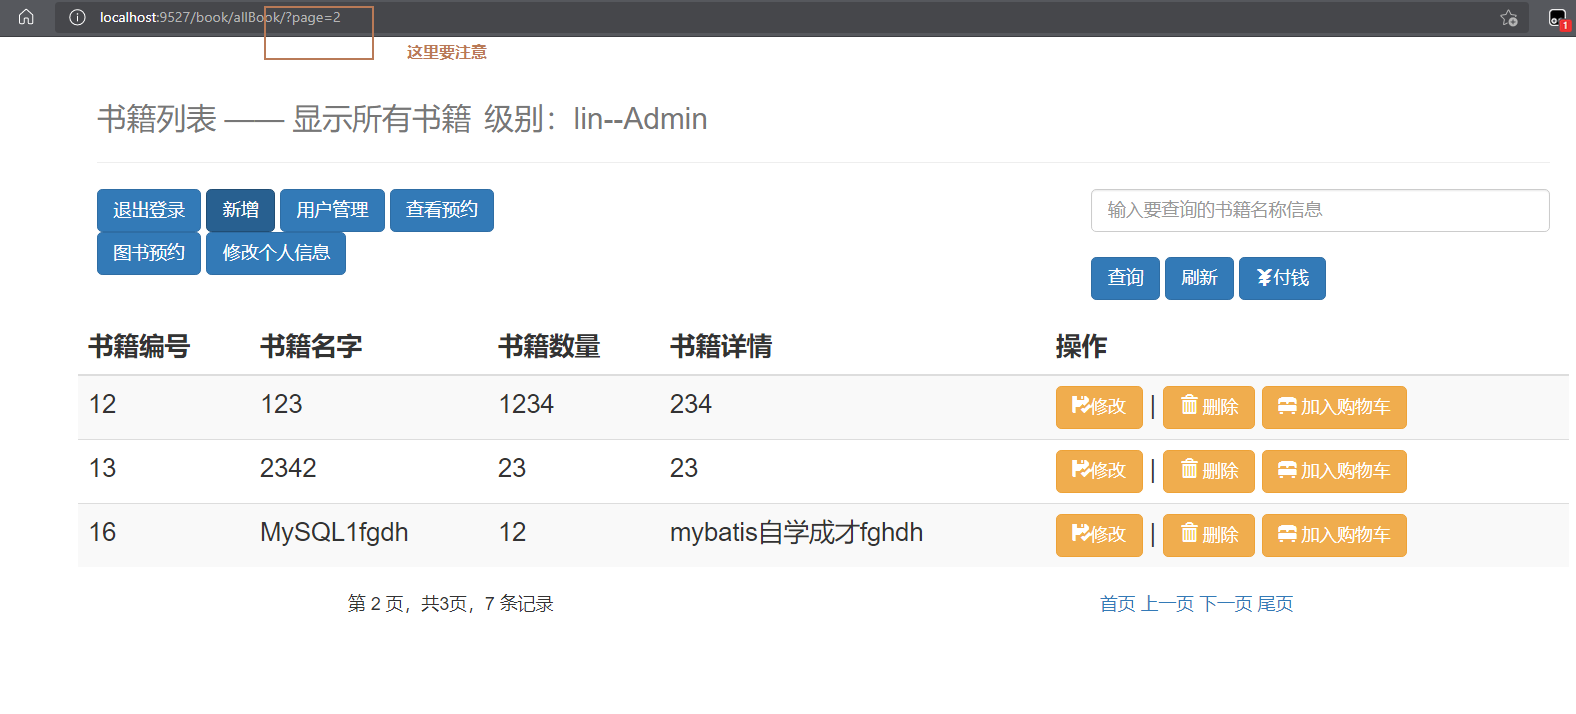 localhost:9527/book/allBook/?page=2
1
这里要注意
书籍列表 —— 显示所有书籍 级别：lin--Admin
退出登录 新增 用户管理 查看预约
图书预约 修改个人信息
输入要查询的书籍名称信息
查询 刷新 ¥付钱
书籍编号 书籍名字 书籍数量 书籍详情 操作
12 123 1234 234 修改 | 删除 加入购物车
13 2342 23 23 修改 | 删除 加入购物车
16 MySQL1fgdh 12 mybatis自学成才fghdh 修改 | 删除 加入购物车
第 2 页，共3页，7 条记录 首页 上一页 下一页 尾页